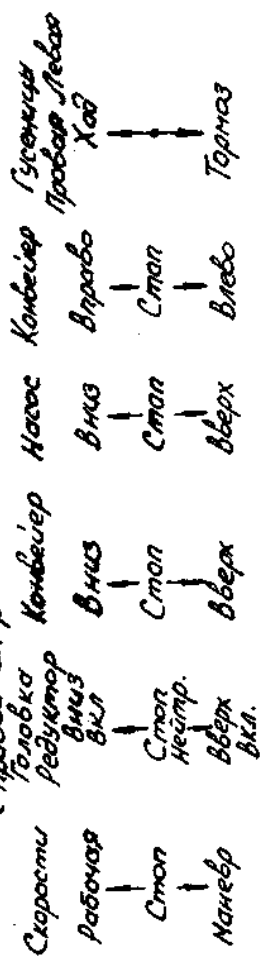 Скорости
Рабочая
Стоп
Маневр
Головка
Редуктор
Вниз
Вкл
Стоп
Нейтр.
Вверх
Вкл.
Конвейер
Вниз
Стоп
Вверх
Насос
Вниз
Стоп
Вверх
Конвейер
Вправо
Стоп
Влево
Гусеницы
Правая Левая
Ход
Тормоз